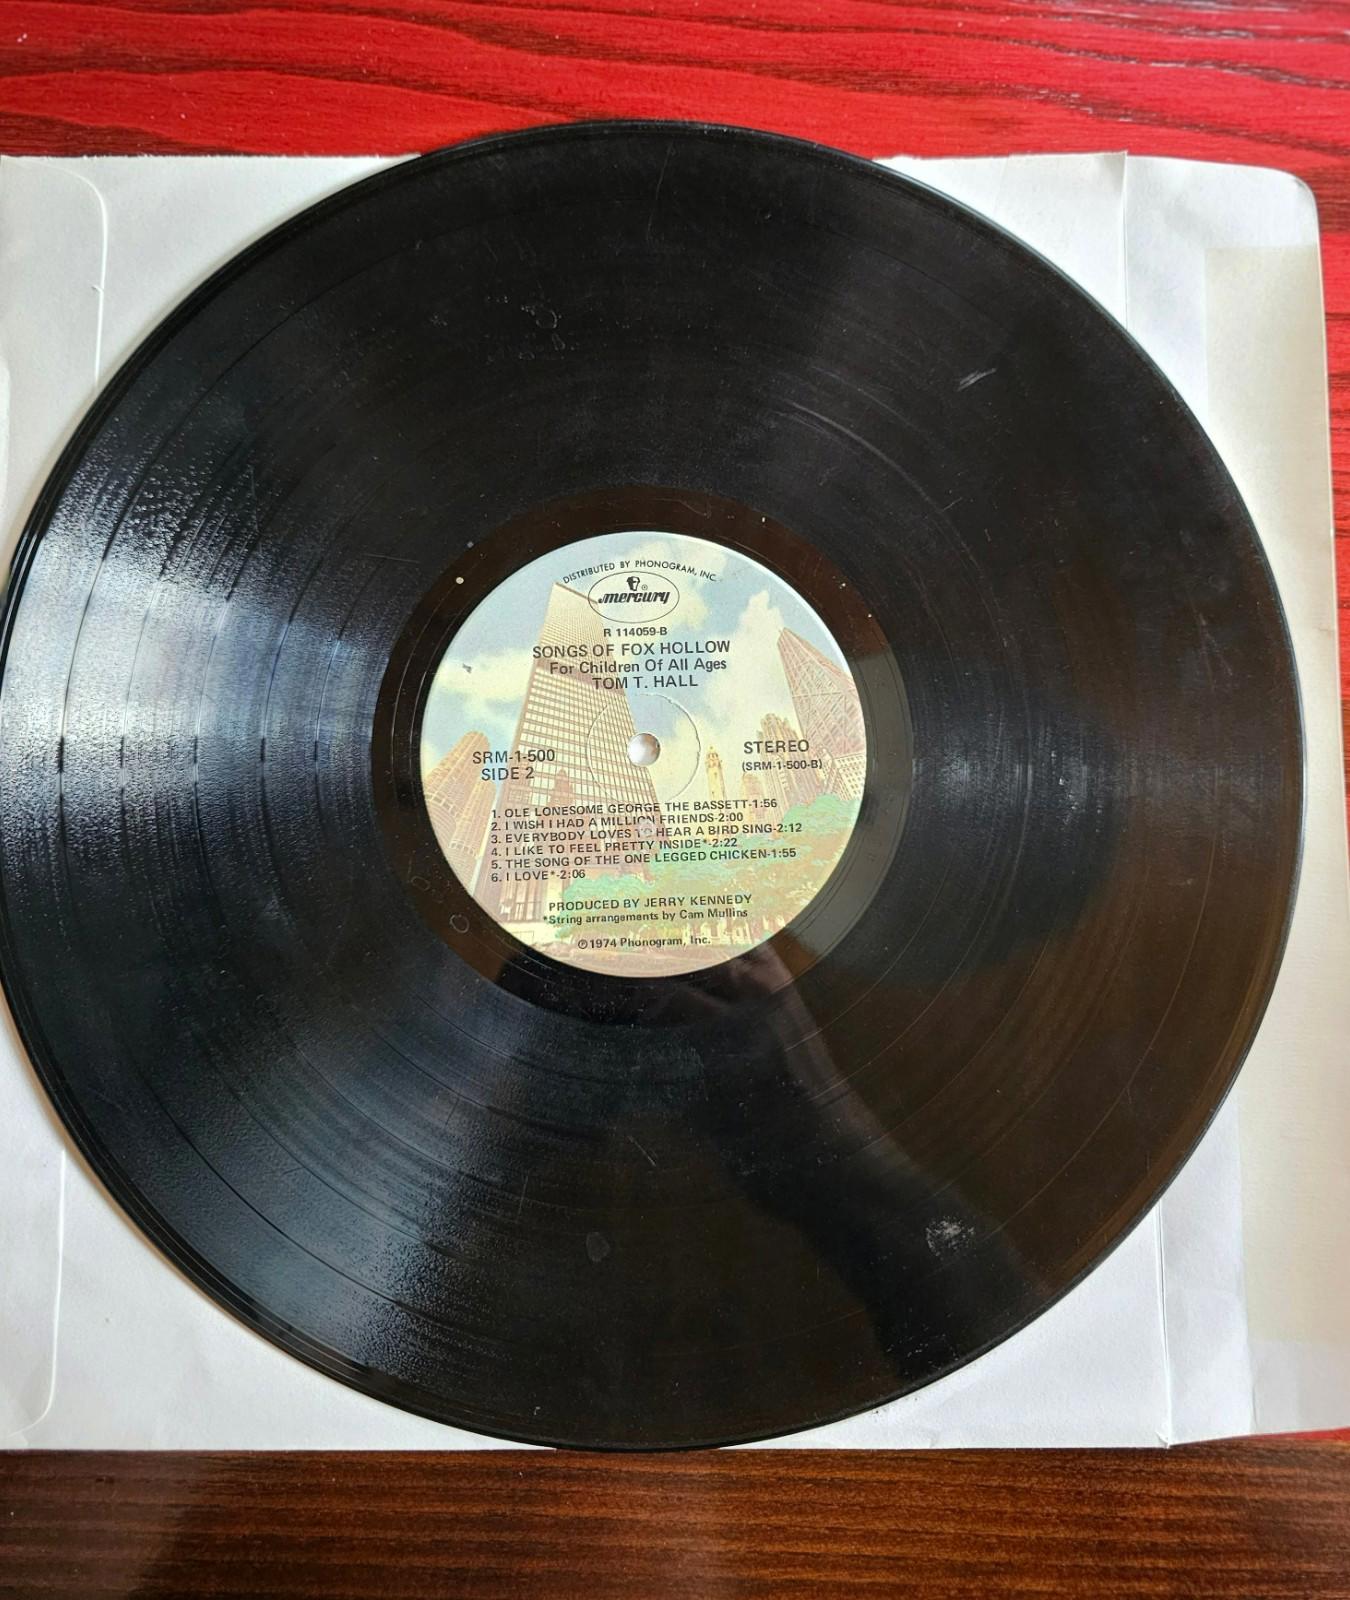 DISTRIBUTED BY PHONOGRAM, INC.
mercury ®
R 114059-B
SONGS OF FOX HOLLOW
For Children Of All Ages
TOM T. HALL
SRM-1-500
SIDE 2
STEREO
(SRM-1-500-B)
1. OLE LONESOME GEORGE THE BASSETT-1:56
2. I WISH I HAD A MILLION FRIENDS-2:00
3. EVERYBODY LOVES TO HEAR A BIRD SING-2:12
4. I LIKE TO FEEL PRETTY INSIDE*-2:22
5. THE SONG OF THE ONE LEGGED CHICKEN-1:55
6. I LOVE*-2:06
PRODUCED BY JERRY KENNEDY
*String arrangements by Cam Mullins
℗1974 Phonogram, Inc.